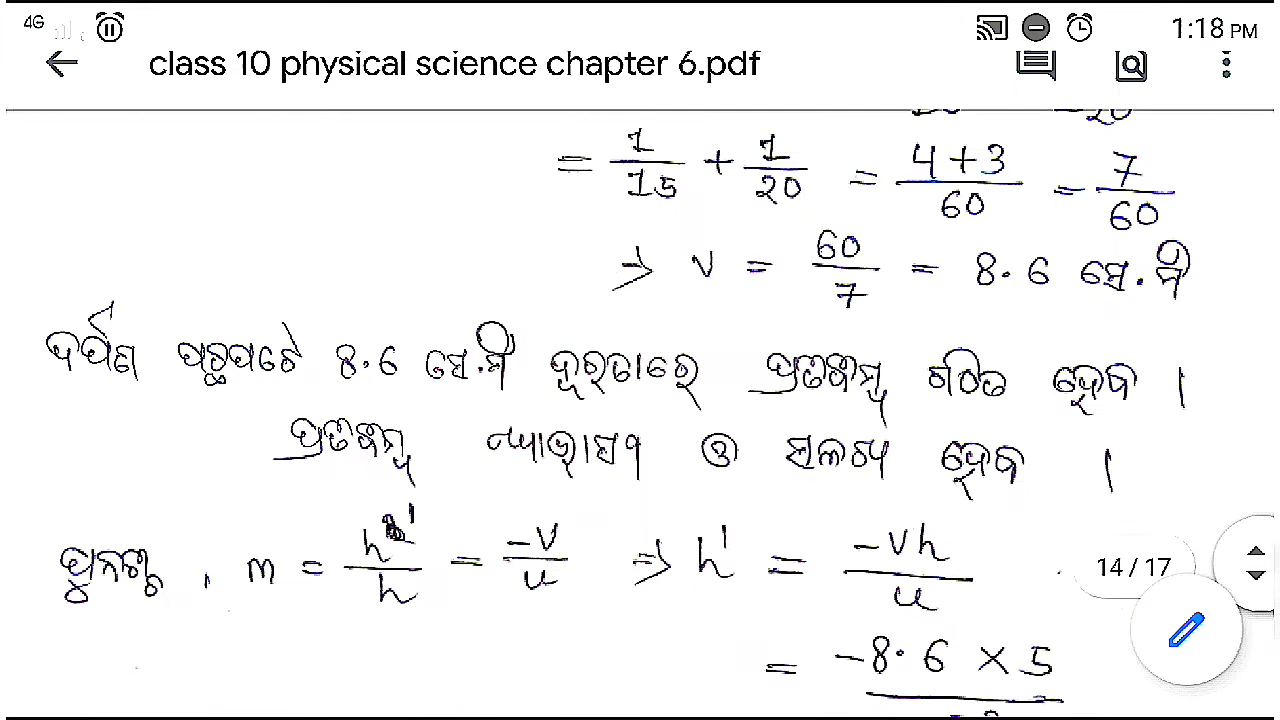 4G 1:18 PM
class 10 physical science chapter 6.pdf
= 1/15 + 1/20 = 4+3/60 = 7/60
⇒ v = 60/7 = 8.6 ସେ.ମି
ଦର୍ପଣ ପଛପଟେ 8.6 ସେ.ମି ଦୂରତାରେ ପ୍ରତିବିମ୍ବ ଗଠିତ ହେବ ।
ପ୍ରତିବିମ୍ବ ଓ ସଳଖ ହେବ ।
ପୁନଶ୍ଚ , m = h'/h = -v/u ⇒ h' = -vh/u
14 / 17
= -8.6 × 5